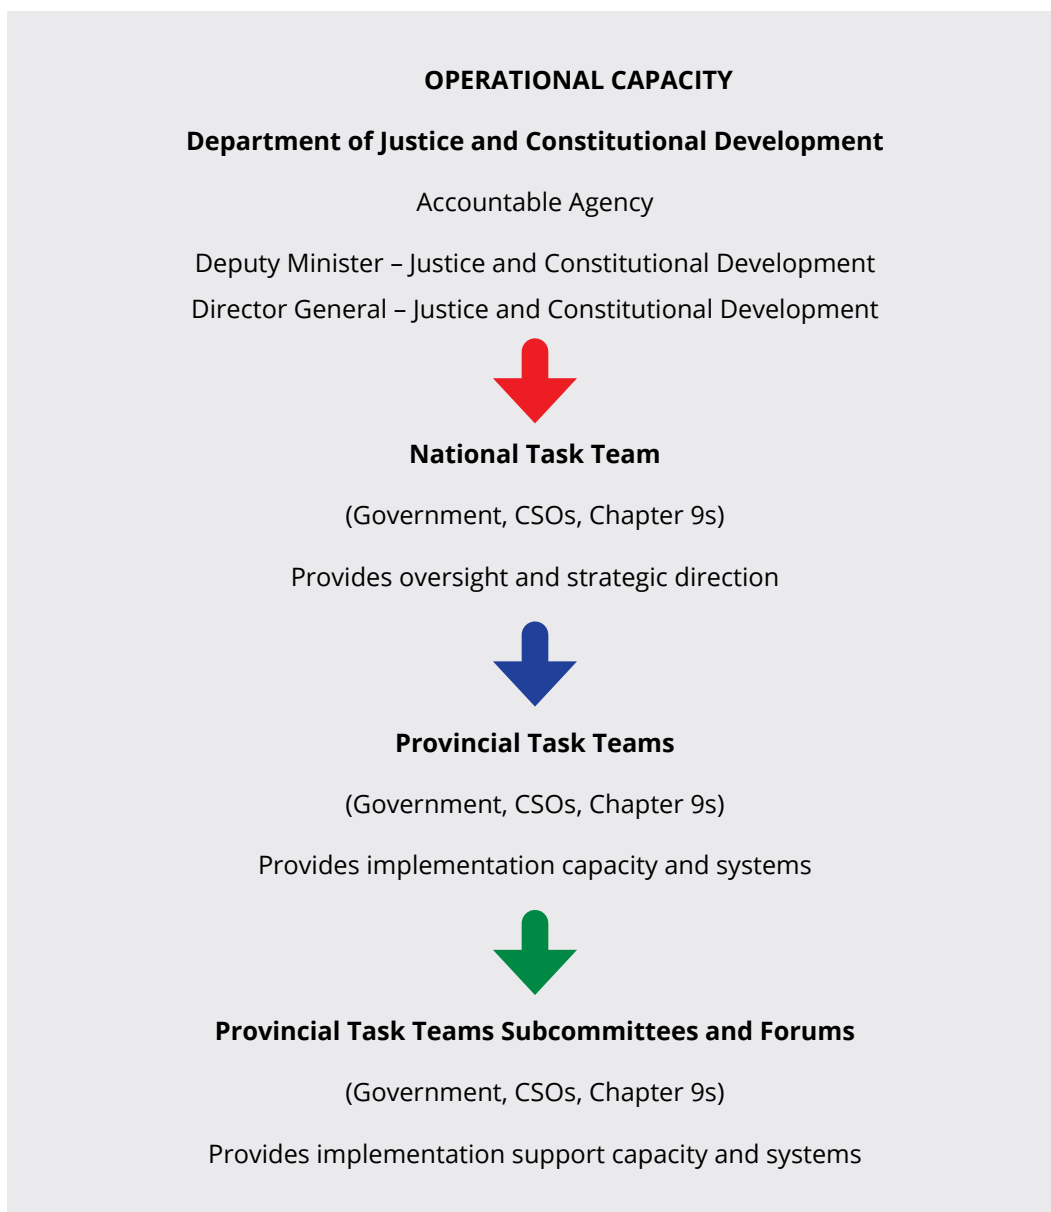 OPERATIONAL CAPACITY
Department of Justice and Constitutional Development
Accountable Agency
Deputy Minister – Justice and Constitutional Development
Director General – Justice and Constitutional Development
National Task Team
(Government, CSOs, Chapter 9s)
Provides oversight and strategic direction
Provincial Task Teams
(Government, CSOs, Chapter 9s)
Provides implementation capacity and systems
Provincial Task Teams Subcommittees and Forums
(Government, CSOs, Chapter 9s)
Provides implementation support capacity and systems